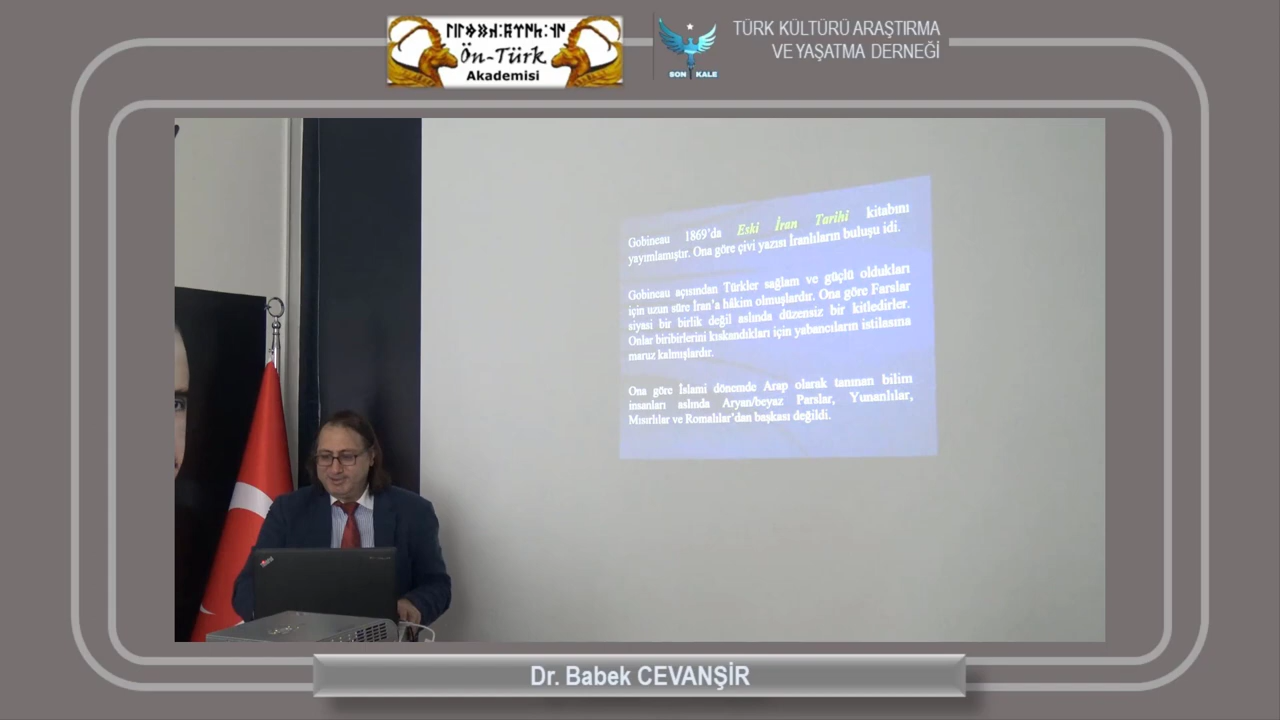 Ön-Türk
Akademisi
SON KALE
TÜRK KÜLTÜRÜ ARAŞTIRMA
VE YAŞATMA DERNEĞİ
Gobineau 1869'da Eski İran Tarihi kitabını
yayımlamıştır. Ona göre çivi yazısı İranlıların buluşu idi.
Gobineau açısından Türkler sağlam ve güçlü oldukları
için uzun süre İran'a hâkim olmuşlardır. Ona göre Farslar
siyasi bir birlik değil aslında düzensiz bir kitledirler.
Onlar biribirlerini kıskandıkları için yabancıların istilasına
maruz kalmışlardır.
Ona göre İslami dönemde Arap olarak tanınan bilim
insanları aslında Aryan/beyaz Parslar, Yunanlılar,
Mısırlılar ve Romalılar'dan başkası değildi.
Dr. Babek CEVANŞİR